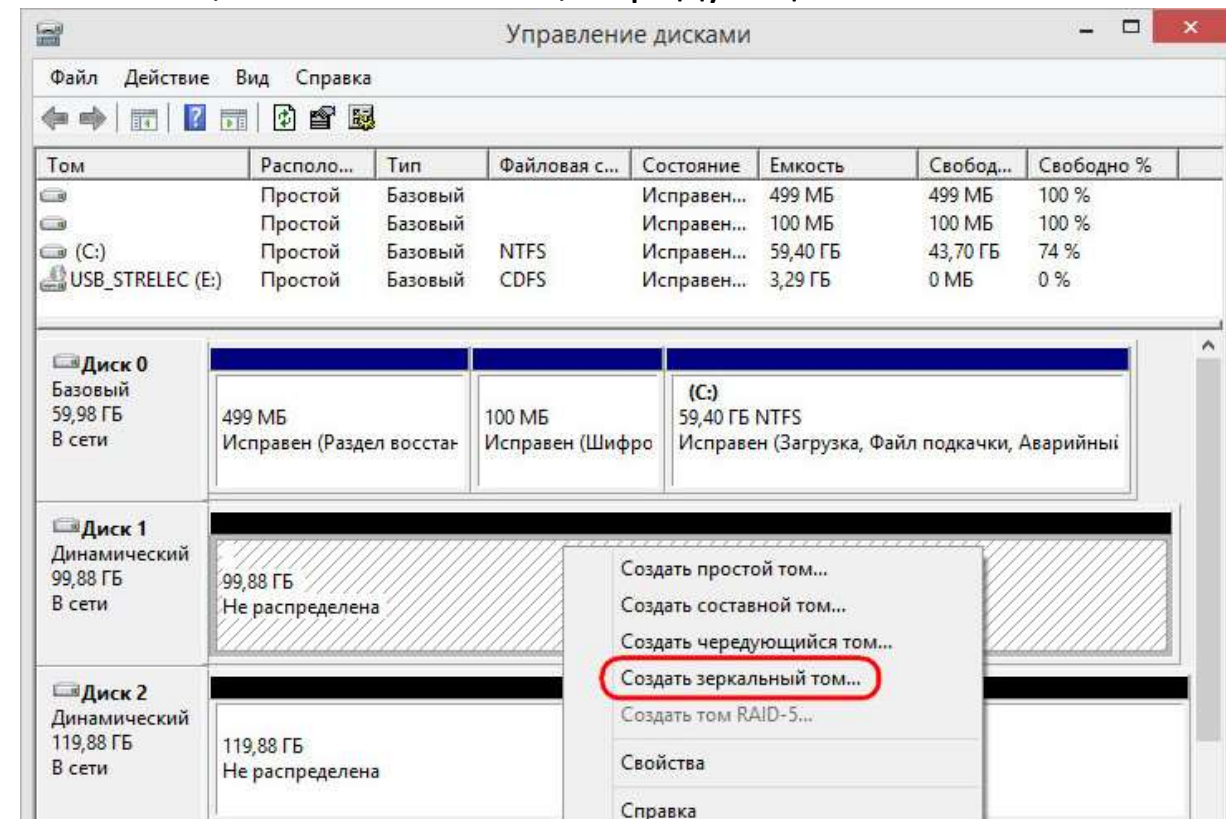 Управление дисками
Файл Действие Вид Справка
Том Располо... Тип Файловая с... Состояние Емкость Свобод... Свободно %
Простой Базовый Исправен... 499 МБ 499 МБ 100 %
Простой Базовый Исправен... 100 МБ 100 МБ 100 %
(C:) Простой Базовый NTFS Исправен... 59,40 ГБ 43,70 ГБ 74 %
USB_STRELEC (E:) Простой Базовый CDFS Исправен... 3,29 ГБ 0 МБ 0 %
Диск 0
Базовый
59,98 ГБ
В сети
499 МБ
Исправен (Раздел восстан
100 МБ
Исправен (Шифро
(C:)
59,40 ГБ NTFS
Исправен (Загрузка, Файл подкачки, Аварийный
Диск 1
Динамический
99,88 ГБ
В сети
99,88 ГБ
Не распределена
Создать простой том...
Создать составной том...
Создать чередующийся том...
Создать зеркальный том...
Создать том RAID-5...
Свойства
Справка
Диск 2
Динамический
119,88 ГБ
В сети
119,88 ГБ
Не распределена